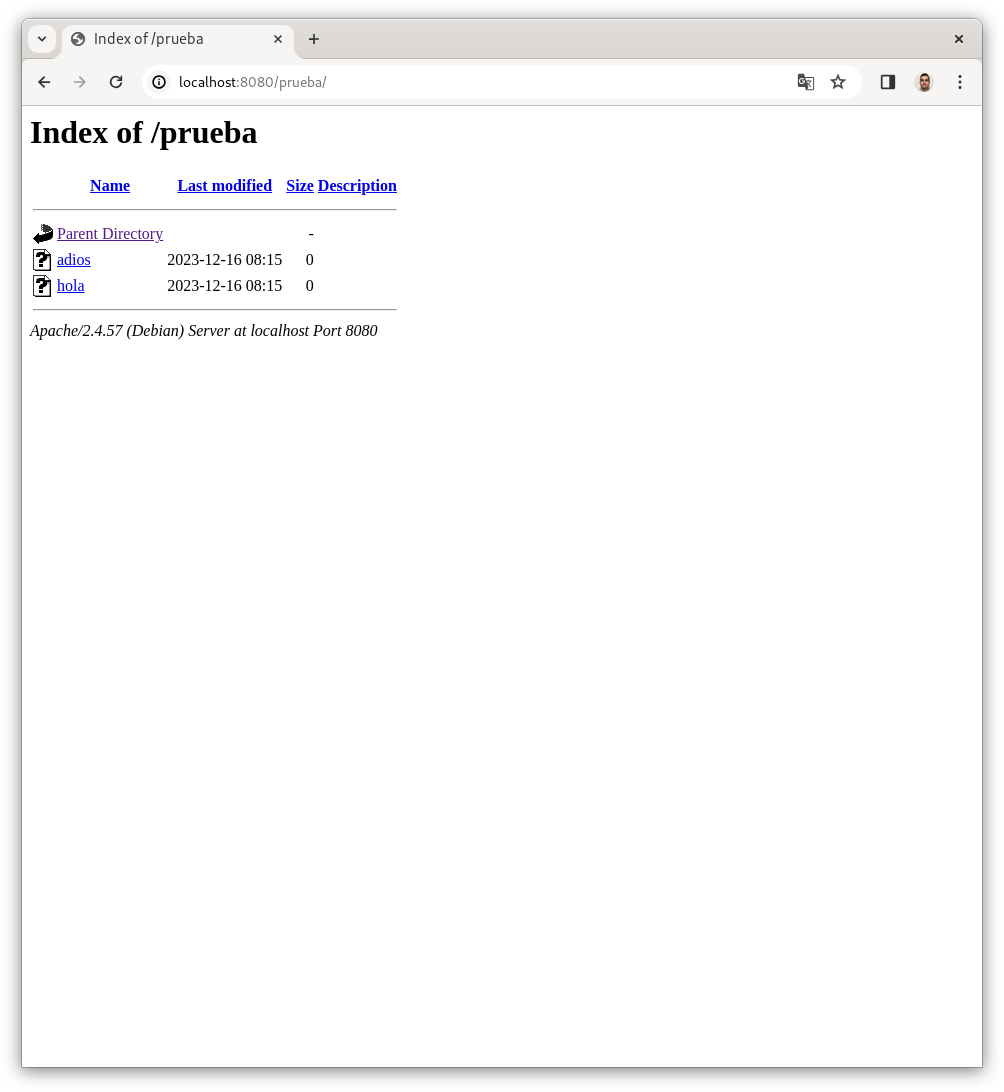 Index of /prueba
localhost:8080/prueba/
Index of /prueba
Name Last modified Size Description
Parent Directory -
adios 2023-12-16 08:15 0
hola 2023-12-16 08:15 0
Apache/2.4.57 (Debian) Server at localhost Port 8080